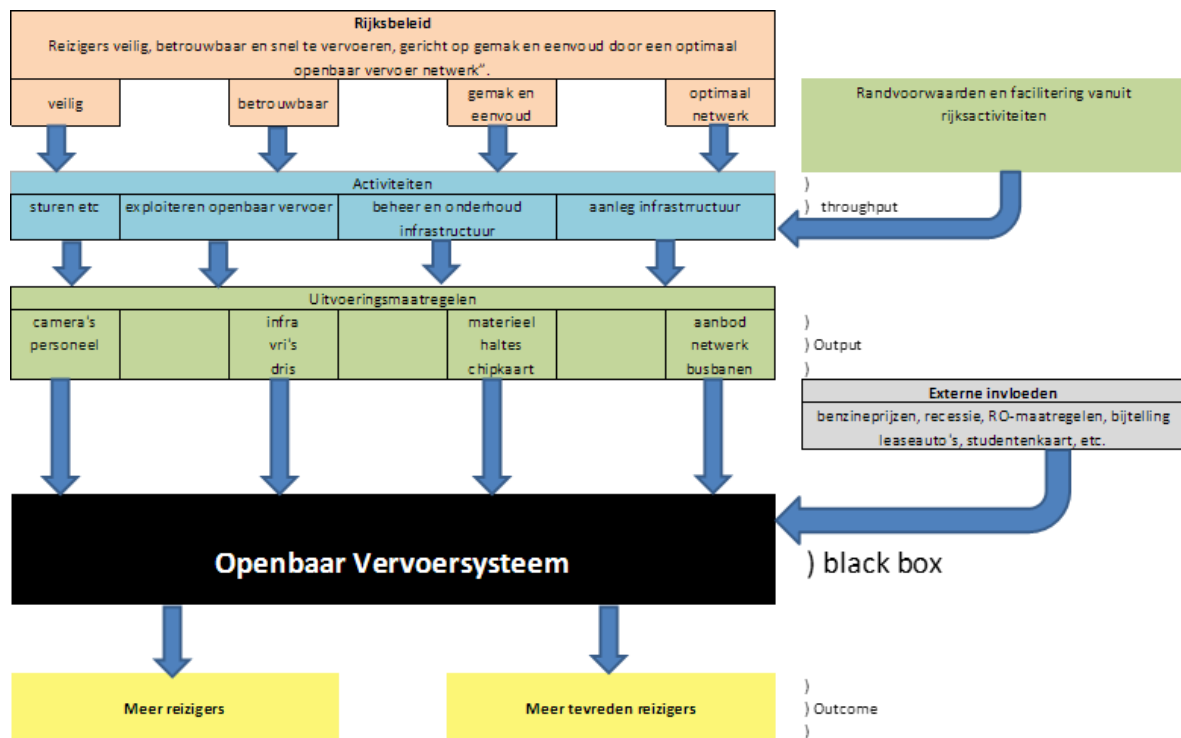 Rijksbeleid
Reizigers veilig, betrouwbaar en snel te vervoeren, gericht op gemak en eenvoud door een optimaal
openbaar vervoer netwerk”.
veilig
betrouwbaar
gemak en
eenvoud
optimaal
netwerk
Randvoorwaarden en facilitering vanuit
rijksactiviteiten
Activiteiten
)
sturen etc
exploiteren openbaar vervoer
beheer en onderhoud
infrastructuur
aanleg infrastrructuur
) throughput
Uitvoeringsmaatregelen
camera's
personeel
infra
vri's
dris
materieel
haltes
chipkaart
aanbod
netwerk
busbanen
)
) Output
)
Externe invloeden
benzineprijzen, recessie, RO-maatregelen, bijtelling
leaseauto's, studentenkaart, etc.
Openbaar Vervoersysteem
) black box
Meer reizigers
Meer tevreden reizigers
)
) Outcome
)